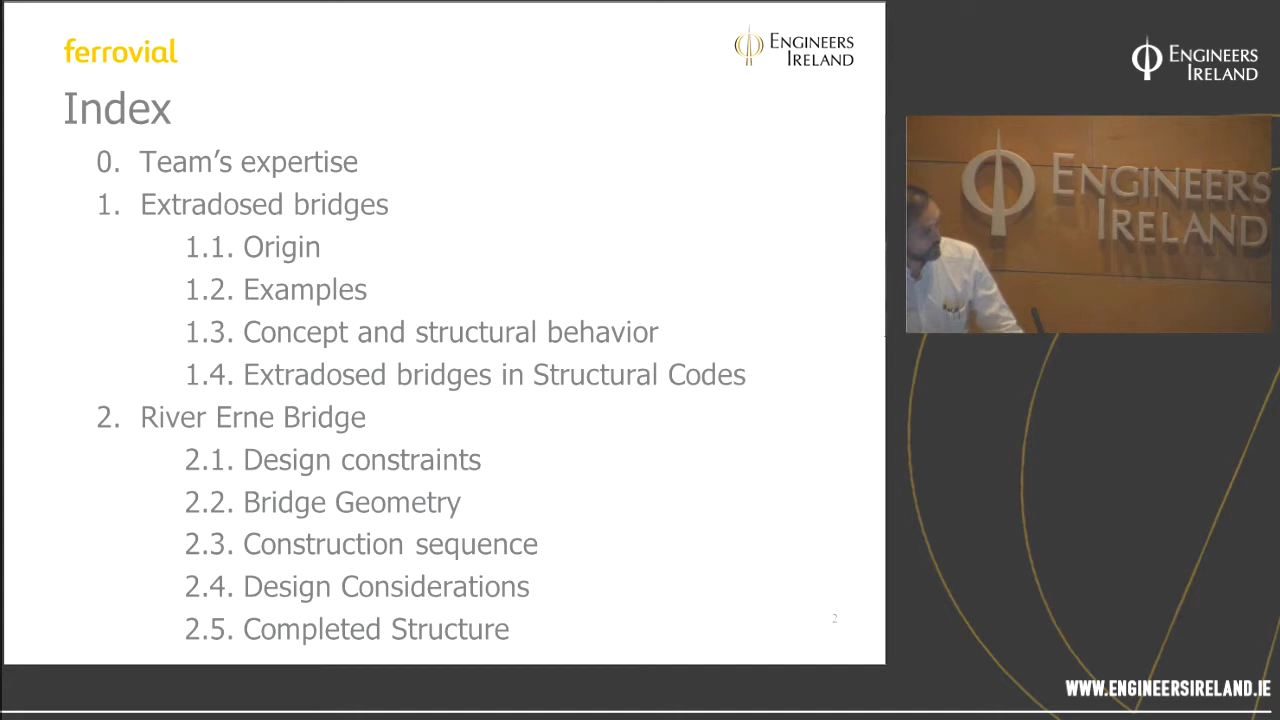 ferrovial
ENGINEERS
IRELAND
Index
0. Team's expertise
1. Extradosed bridges
1.1. Origin
1.2. Examples
1.3. Concept and structural behavior
1.4. Extradosed bridges in Structural Codes
2. River Erne Bridge
2.1. Design constraints
2.2. Bridge Geometry
2.3. Construction sequence
2.4. Design Considerations
2.5. Completed Structure
2
ENGINEERS
IRELAND
ENGINEERS
IRELAND
WWW.ENGINEERSIRELAND.IE